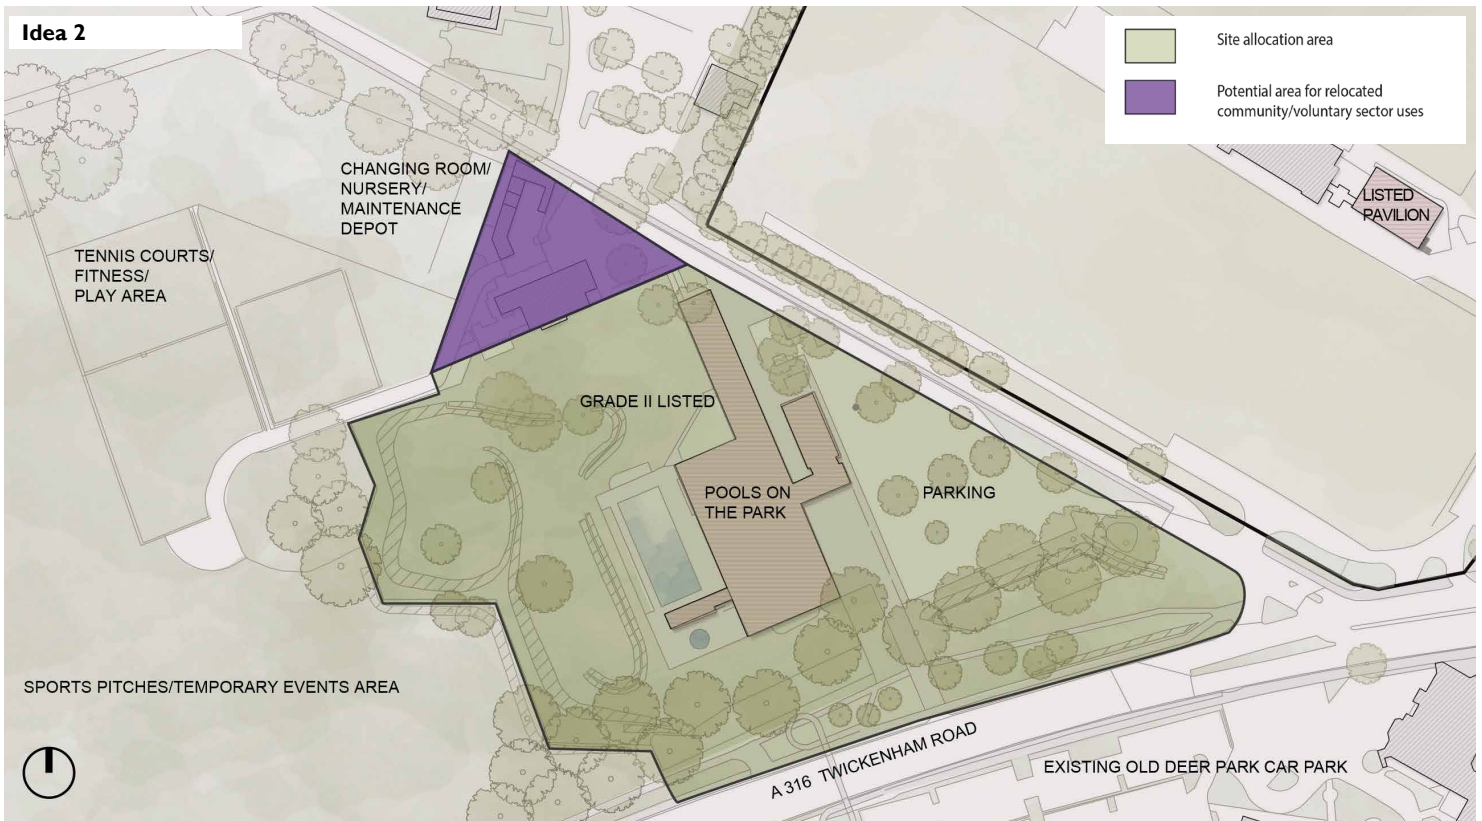 Idea 2
Site allocation area
Potential area for relocated
community/voluntary sector uses
CHANGING ROOM/
NURSERY/
MAINTENANCE
DEPOT
LISTED
PAVILION
TENNIS COURTS/
FITNESS/
PLAY AREA
GRADE II LISTED
POOLS ON
THE PARK
PARKING
SPORTS PITCHES/TEMPORARY EVENTS AREA
A 316 TWICKENHAM ROAD
EXISTING OLD DEER PARK CAR PARK